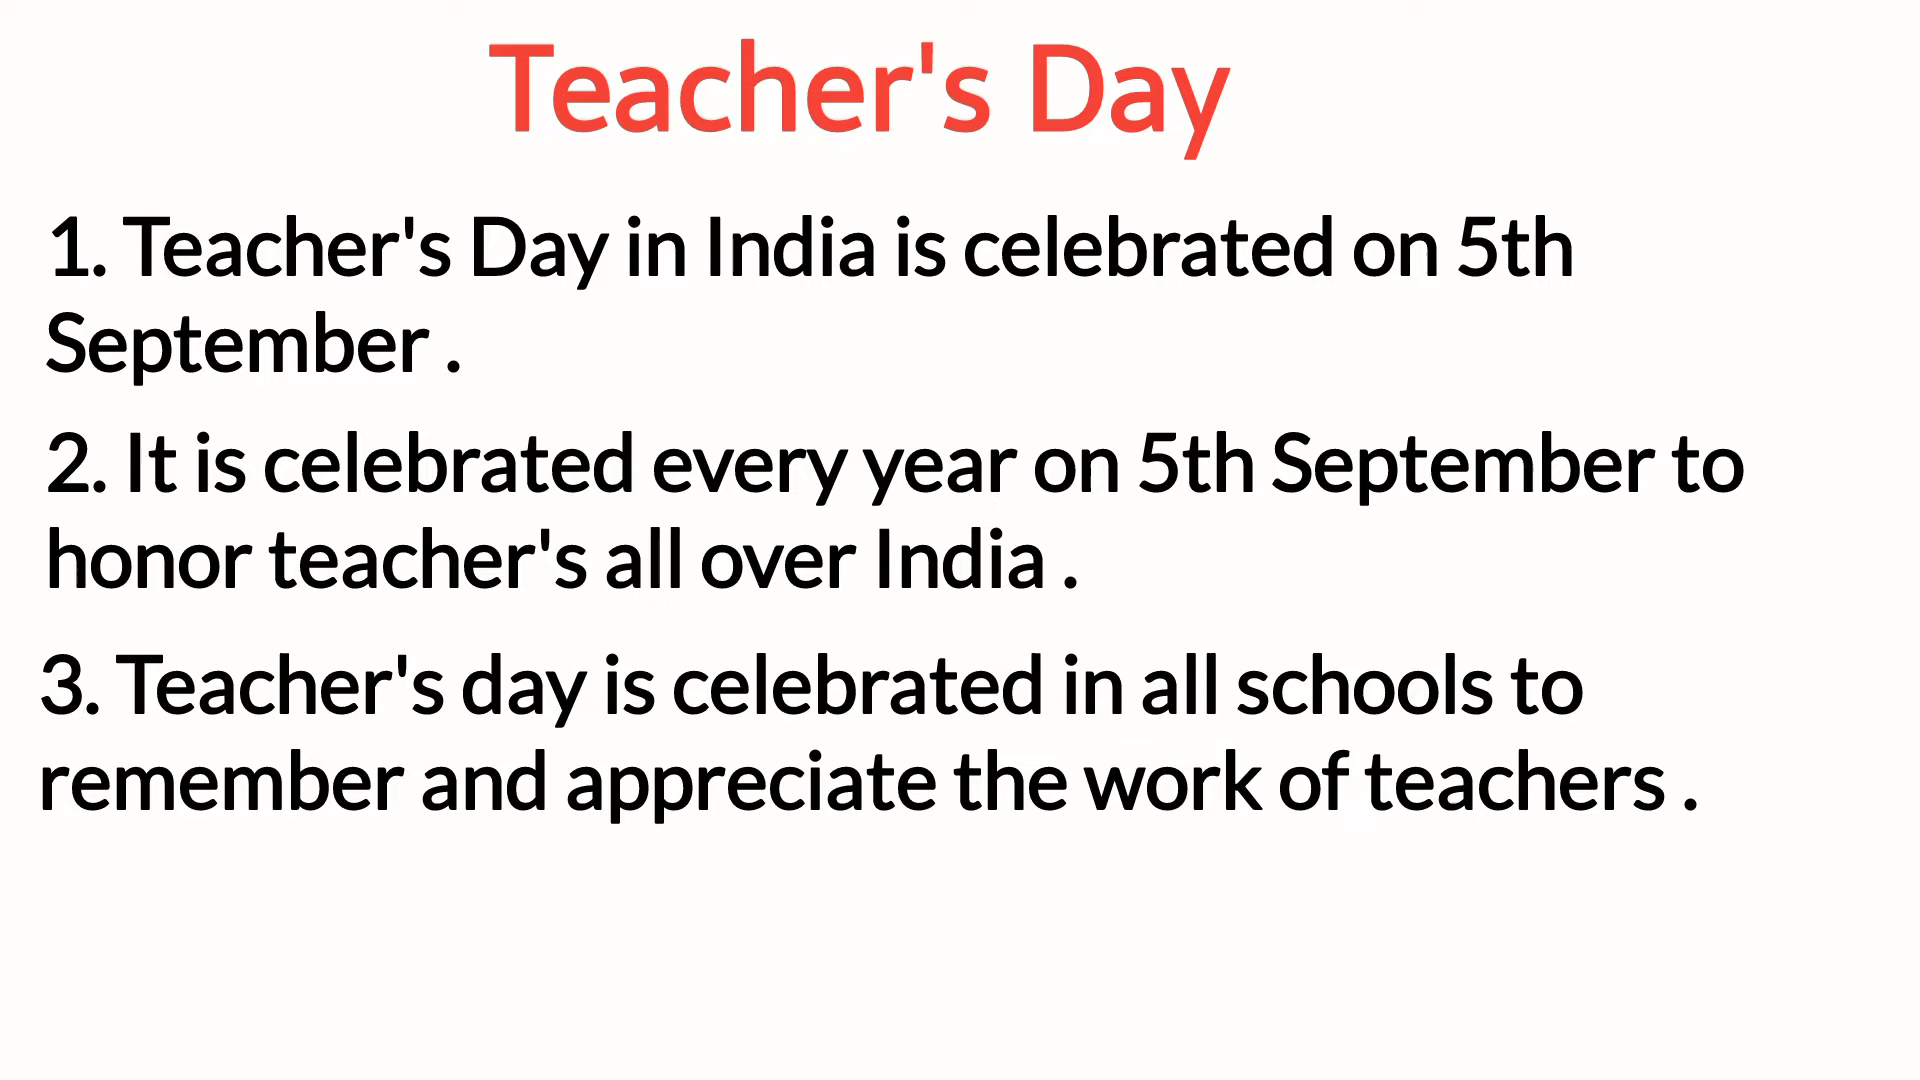 Teacher's Day
1. Teacher's Day in India is celebrated on 5th
September .
2. It is celebrated every year on 5th September to
honor teacher's all over India .
3. Teacher's day is celebrated in all schools to
remember and appreciate the work of teachers .